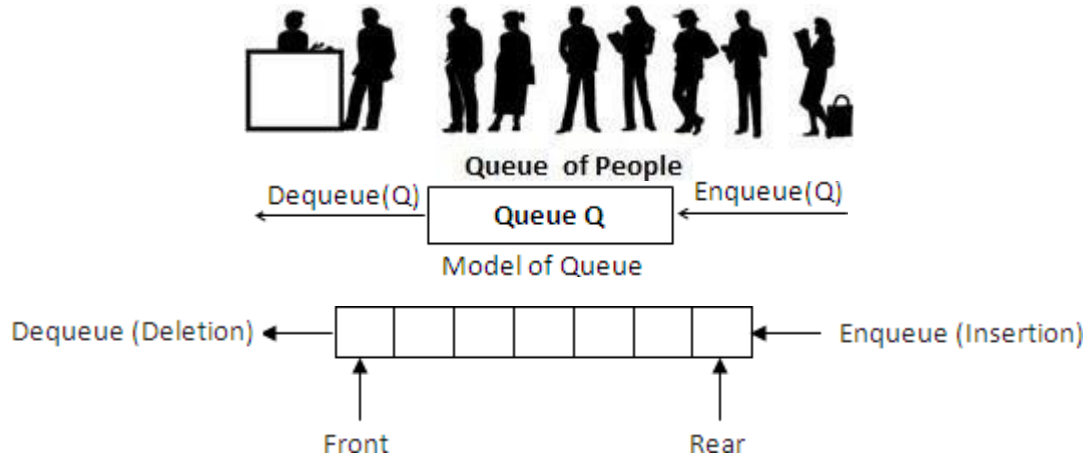 Queue of People
Dequeue(Q)
Queue Q
Enqueue(Q)
Model of Queue
Dequeue (Deletion)
Enqueue (Insertion)
Front
Rear